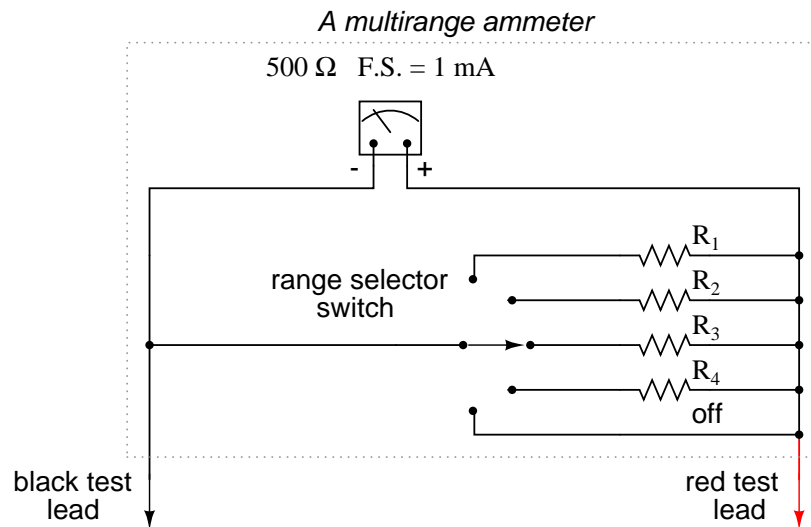 A multirange ammeter
500 Ω F.S. = 1 mA
- +
R1
range selector
switch
R2
R3
R4
off
black test
lead
red test
lead